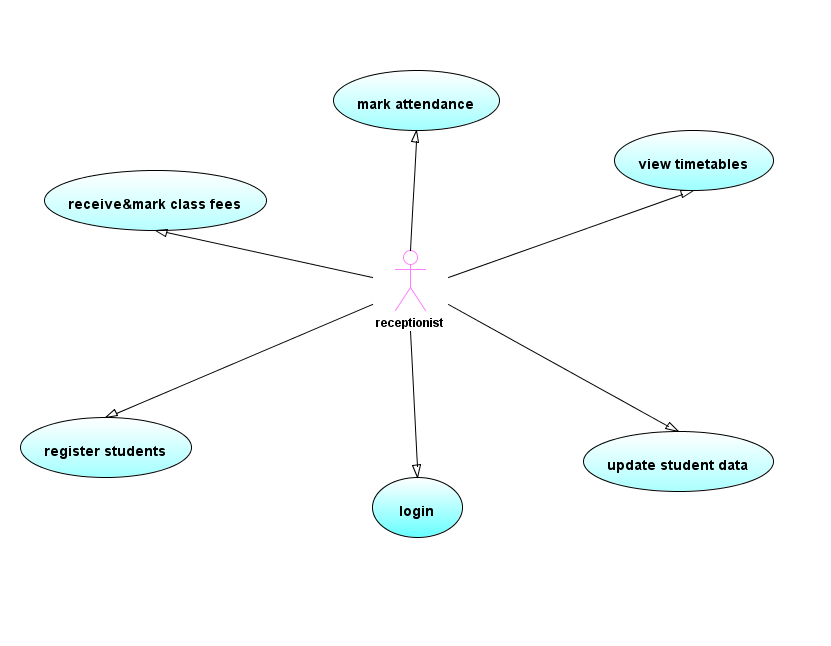 mark attendance
view timetables
receive&mark class fees
receptionist
register students
update student data
login